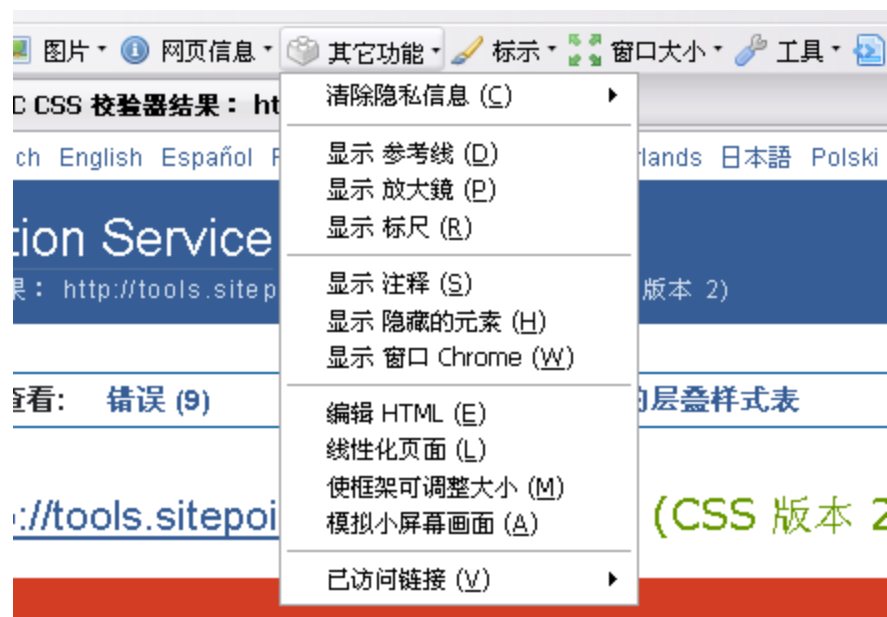 图片 网页信息 其它功能 标示 窗口大小 工具
C CSS 校验器结果： ht
清除隐私信息 (C)
ch English Español
lands 日本語 Polski
显示 参考线 (D)
显示 放大鏡 (P)
显示 标尺 (R)
tion Service
果： http://tools.sitep
版本 2)
显示 注释 (S)
显示 隐藏的元素 (H)
显示 窗口 Chrome (W)
查看: 错误 (9)
的层叠样式表
编辑 HTML (E)
线性化页面 (L)
使框架可调整大小 (M)
模拟小屏幕画面 (A)
://tools.sitepoi
(CSS 版本 2
已访问链接 (V)